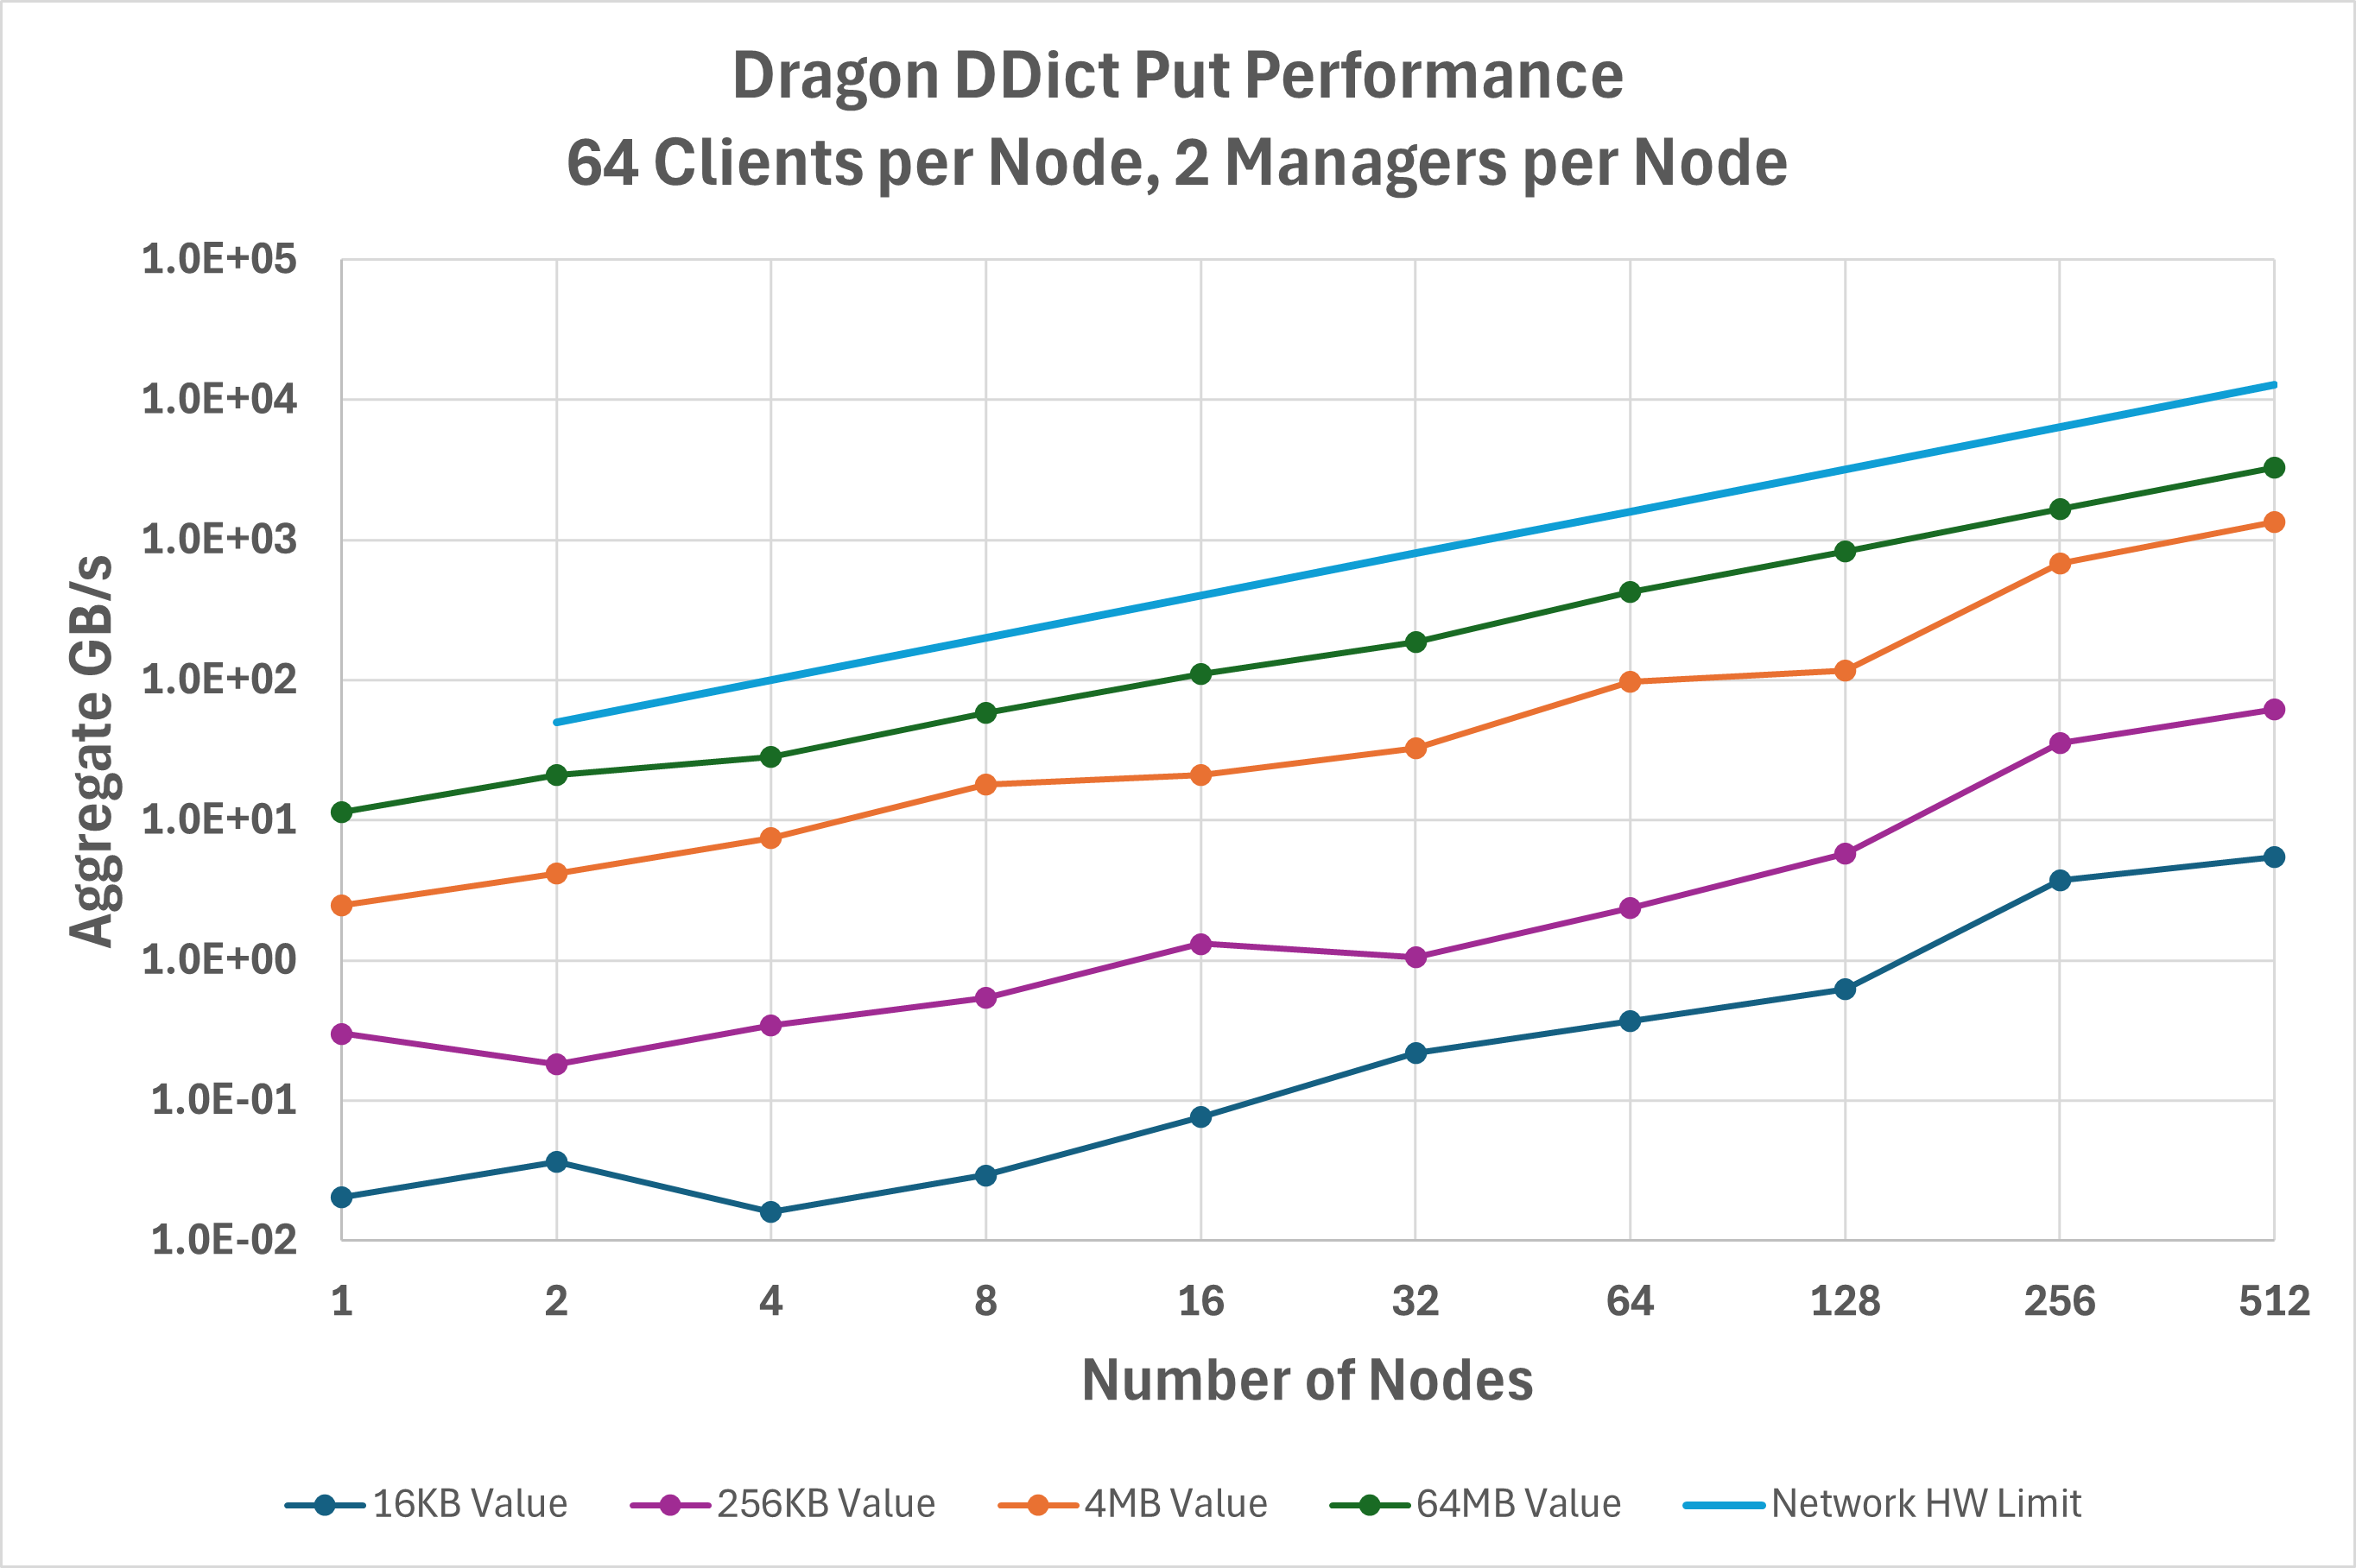 Dragon DDict Put Performance
64 Clients per Node, 2 Managers per Node
Aggregate GB/s
1.0E+05
1.0E+04
1.0E+03
1.0E+02
1.0E+01
1.0E+00
1.0E-01
1.0E-02
1 2 4 8 16 32 64 128 256 512
Number of Nodes
16KB Value 256KB Value 4MB Value 64MB Value Network HW Limit